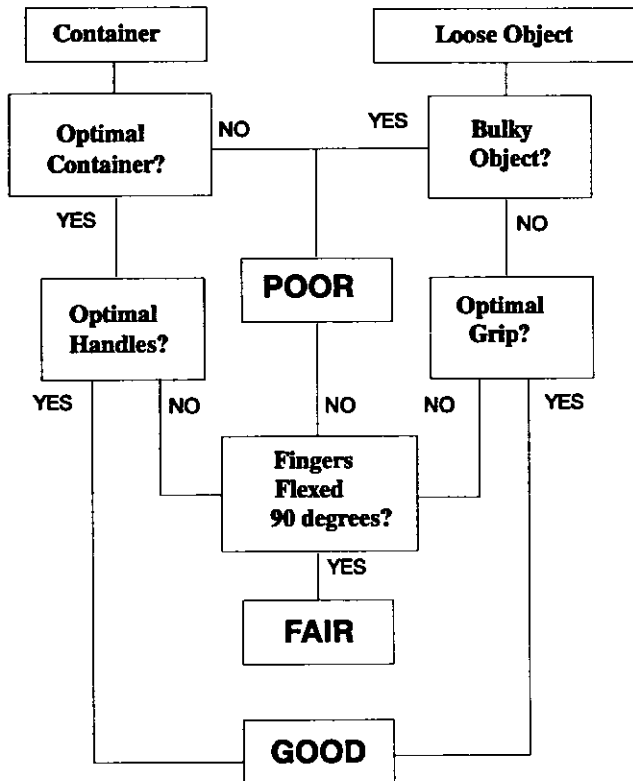 Container
Loose Object
Optimal
Container?
NO
YES
Bulky
Object?
YES
NO
POOR
Optimal
Handles?
Optimal
Grip?
YES
NO
NO
NO
YES
Fingers
Flexed
90 degrees?
YES
FAIR
GOOD